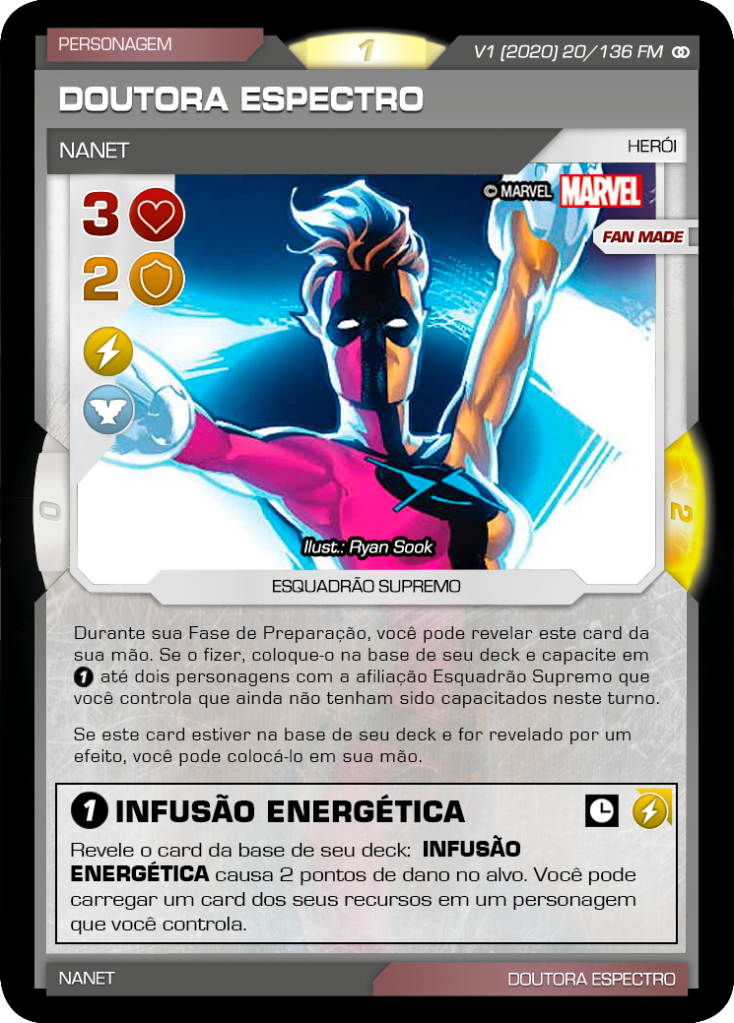 PERSONAGEM
1
V1 (2020) 20/136 FM
DOUTORA ESPECTRO
NANET
HERÓI
© MARVEL MARVEL
3
FAN MADE
2
0
2
Ilust.: Ryan Sook
ESQUADRÃO SUPREMO
Durante sua Fase de Preparação, você pode revelar este card da
sua mão. Se o fizer, coloque-o na base de seu deck e capacite em
1 até dois personagens com a afiliação Esquadrão Supremo que
você controla que ainda não tenham sido capacitados neste turno.
Se este card estiver na base de seu deck e for revelado por um
efeito, você pode colocá-lo em sua mão.
1 INFUSÃO ENERGÉTICA
Revele o card da base de seu deck: INFUSÃO
ENERGÉTICA causa 2 pontos de dano no alvo. Você pode
carregar um card dos seus recursos em um personagem
que você controla.
NANET
DOUTORA ESPECTRO